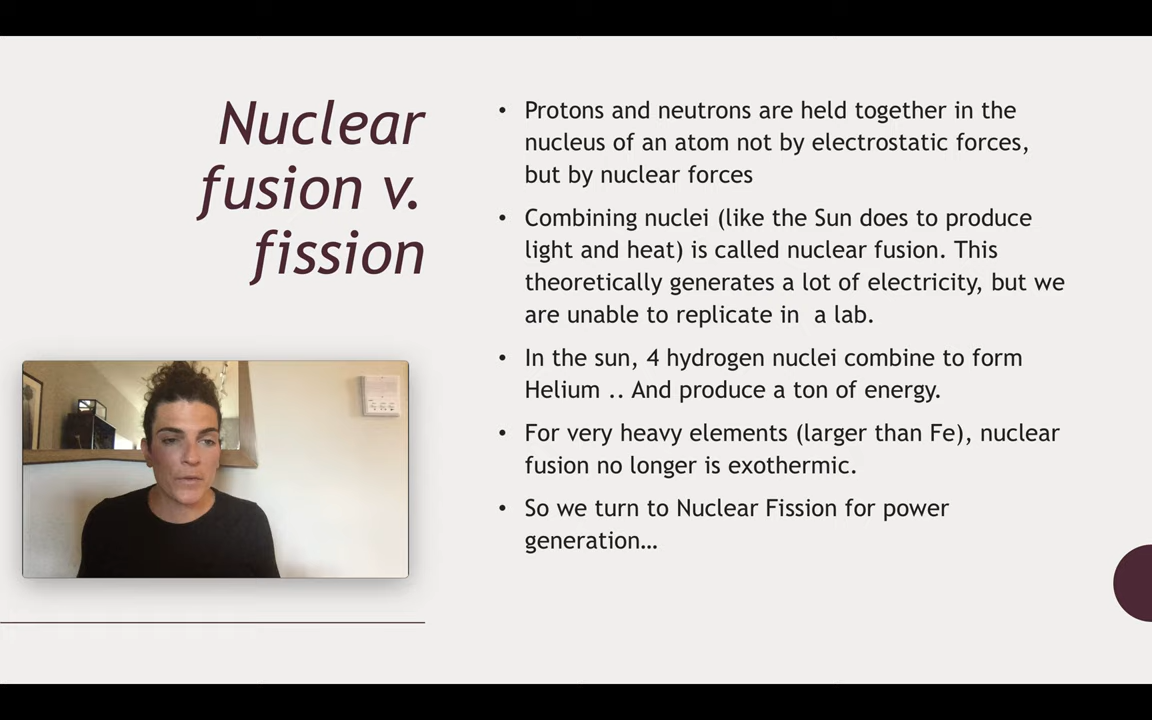 Nuclear
fusion v.
fission
• Protons and neutrons are held together in the
nucleus of an atom not by electrostatic forces,
but by nuclear forces
• Combining nuclei (like the Sun does to produce
light and heat) is called nuclear fusion. This
theoretically generates a lot of electricity, but we
are unable to replicate in  a lab.
• In the sun, 4 hydrogen nuclei combine to form
Helium .. And produce a ton of energy.
• For very heavy elements (larger than Fe), nuclear
fusion no longer is exothermic.
• So we turn to Nuclear Fission for power
generation…